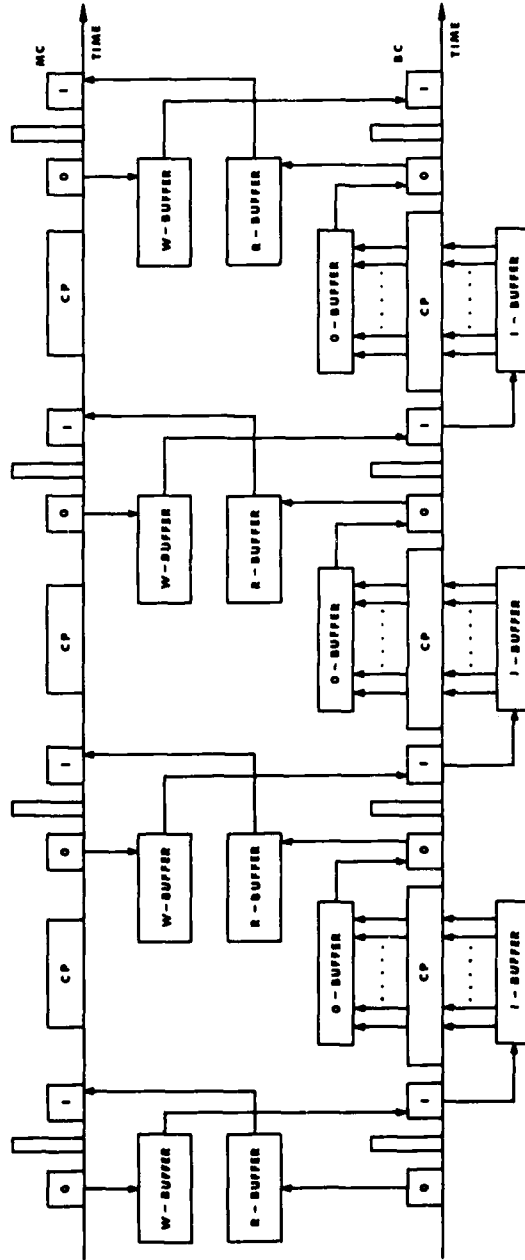 MC
O
I
CP
O
I
CP
O
I
CP
O
I
TIME
W-BUFFER
W-BUFFER
W-BUFFER
W-BUFFER
R-BUFFER
R-BUFFER
R-BUFFER
R-BUFFER
O-BUFFER
O-BUFFER
O-BUFFER
BC
O
I
CP
O
I
CP
O
I
CP
O
I
TIME
I-BUFFER
I-BUFFER
I-BUFFER